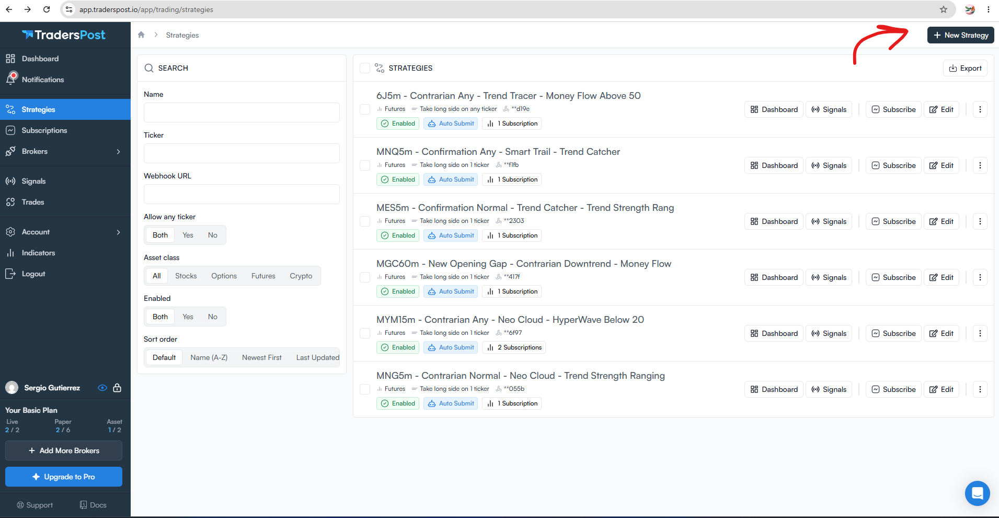 app.traderspost.io/app/trading/strategies
TradersPost
Strategies
New Strategy
Dashboard
Notifications
Strategies
Subscriptions
Brokers
Signals
Trades
Account
Indicators
Logout
Sergio Gutierrez
Your Basic Plan
Live Paper Asset
2 / 2 2 / 6 1 / 2
Add More Brokers
Upgrade to Pro
Support Docs
SEARCH
Name
Ticker
Webhook URL
Allow any ticker
Both Yes No
Asset class
All Stocks Options Futures Crypto
Enabled
Both Yes No
Sort order
Default Name (A-Z) Newest First Last Updated
STRATEGIES
Export
6J5m - Contrarian Any - Trend Tracer - Money Flow Above 50
Futures Take long side on any ticker **d19e
Enabled Auto Submit 1 Subscription
Dashboard Signals Subscribe Edit
MNQ5m - Confirmation Any - Smart Trail - Trend Catcher
Futures Take long side on 1 ticker **f1fb
Enabled Auto Submit 1 Subscription
Dashboard Signals Subscribe Edit
MES5m - Confirmation Normal - Trend Catcher - Trend Strength Rang
Futures Take long side on 1 ticker **2303
Enabled Auto Submit 1 Subscription
Dashboard Signals Subscribe Edit
MGC60m - New Opening Gap - Contrarian Downtrend - Money Flow
Futures Take long side on 1 ticker **417f
Enabled Auto Submit 1 Subscription
Dashboard Signals Subscribe Edit
MYM15m - Contrarian Any - Neo Cloud - HyperWave Below 20
Futures Take long side on 1 ticker **6f97
Enabled Auto Submit 2 Subscriptions
Dashboard Signals Subscribe Edit
MNG5m - Contrarian Normal - Neo Cloud - Trend Strength Ranging
Futures Take long side on 1 ticker **055b
Enabled Auto Submit 1 Subscription
Dashboard Signals Subscribe Edit